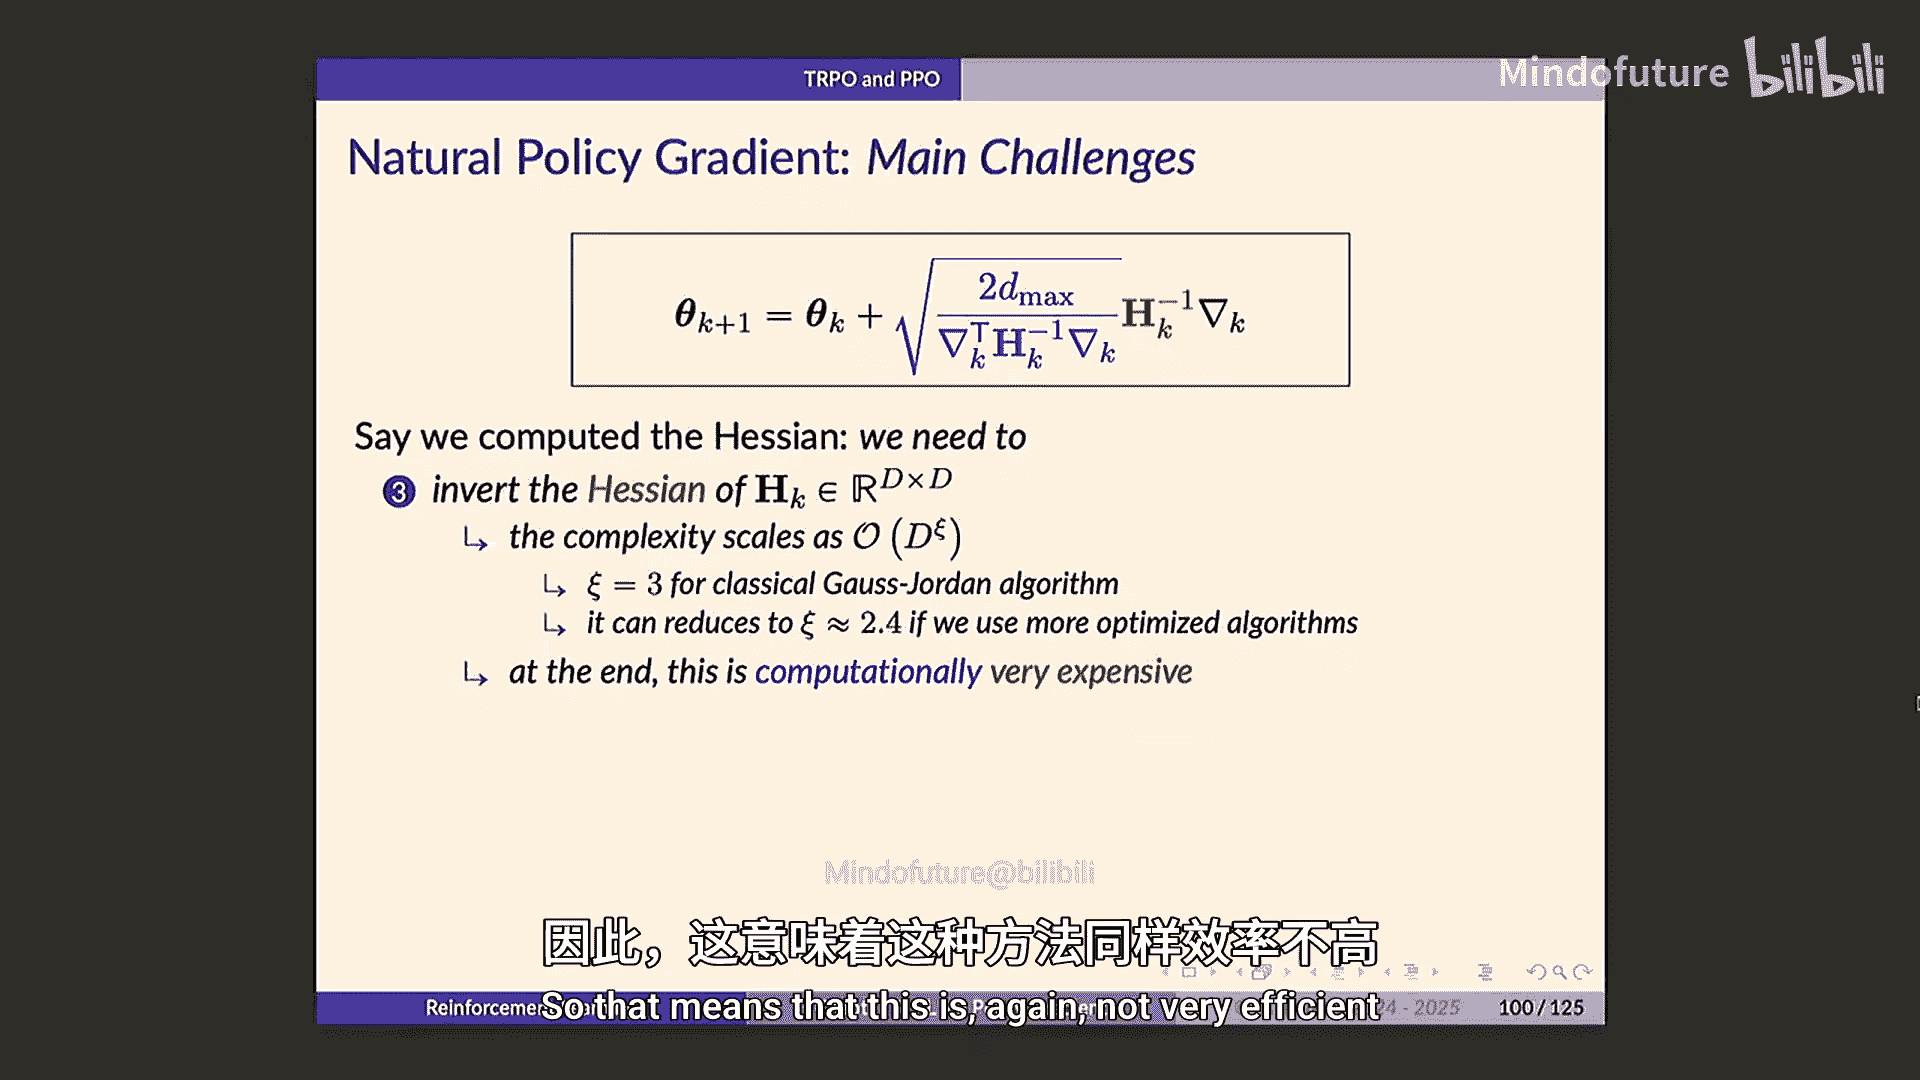 TRPO and PPO
Mindofuture bilibili
Natural Policy Gradient: Main Challenges
θ_{k+1} = θ_k + √(2d_max / ∇_k^T H_k^{-1} ∇_k) H_k^{-1} ∇_k
Say we computed the Hessian: we need to
3 invert the Hessian of H_k ∈ ℝ^{D×D}
↳ the complexity scales as O(D^ξ)
↳ ξ = 3 for classical Gauss-Jordan algorithm
↳ it can reduces to ξ ≈ 2.4 if we use more optimized algorithms
↳ at the end, this is computationally very expensive
Mindofuture@bilibili
因此，这意味着这种方法同样效率不高
So that means that this is, again, not very efficient
- 2025 100 / 125